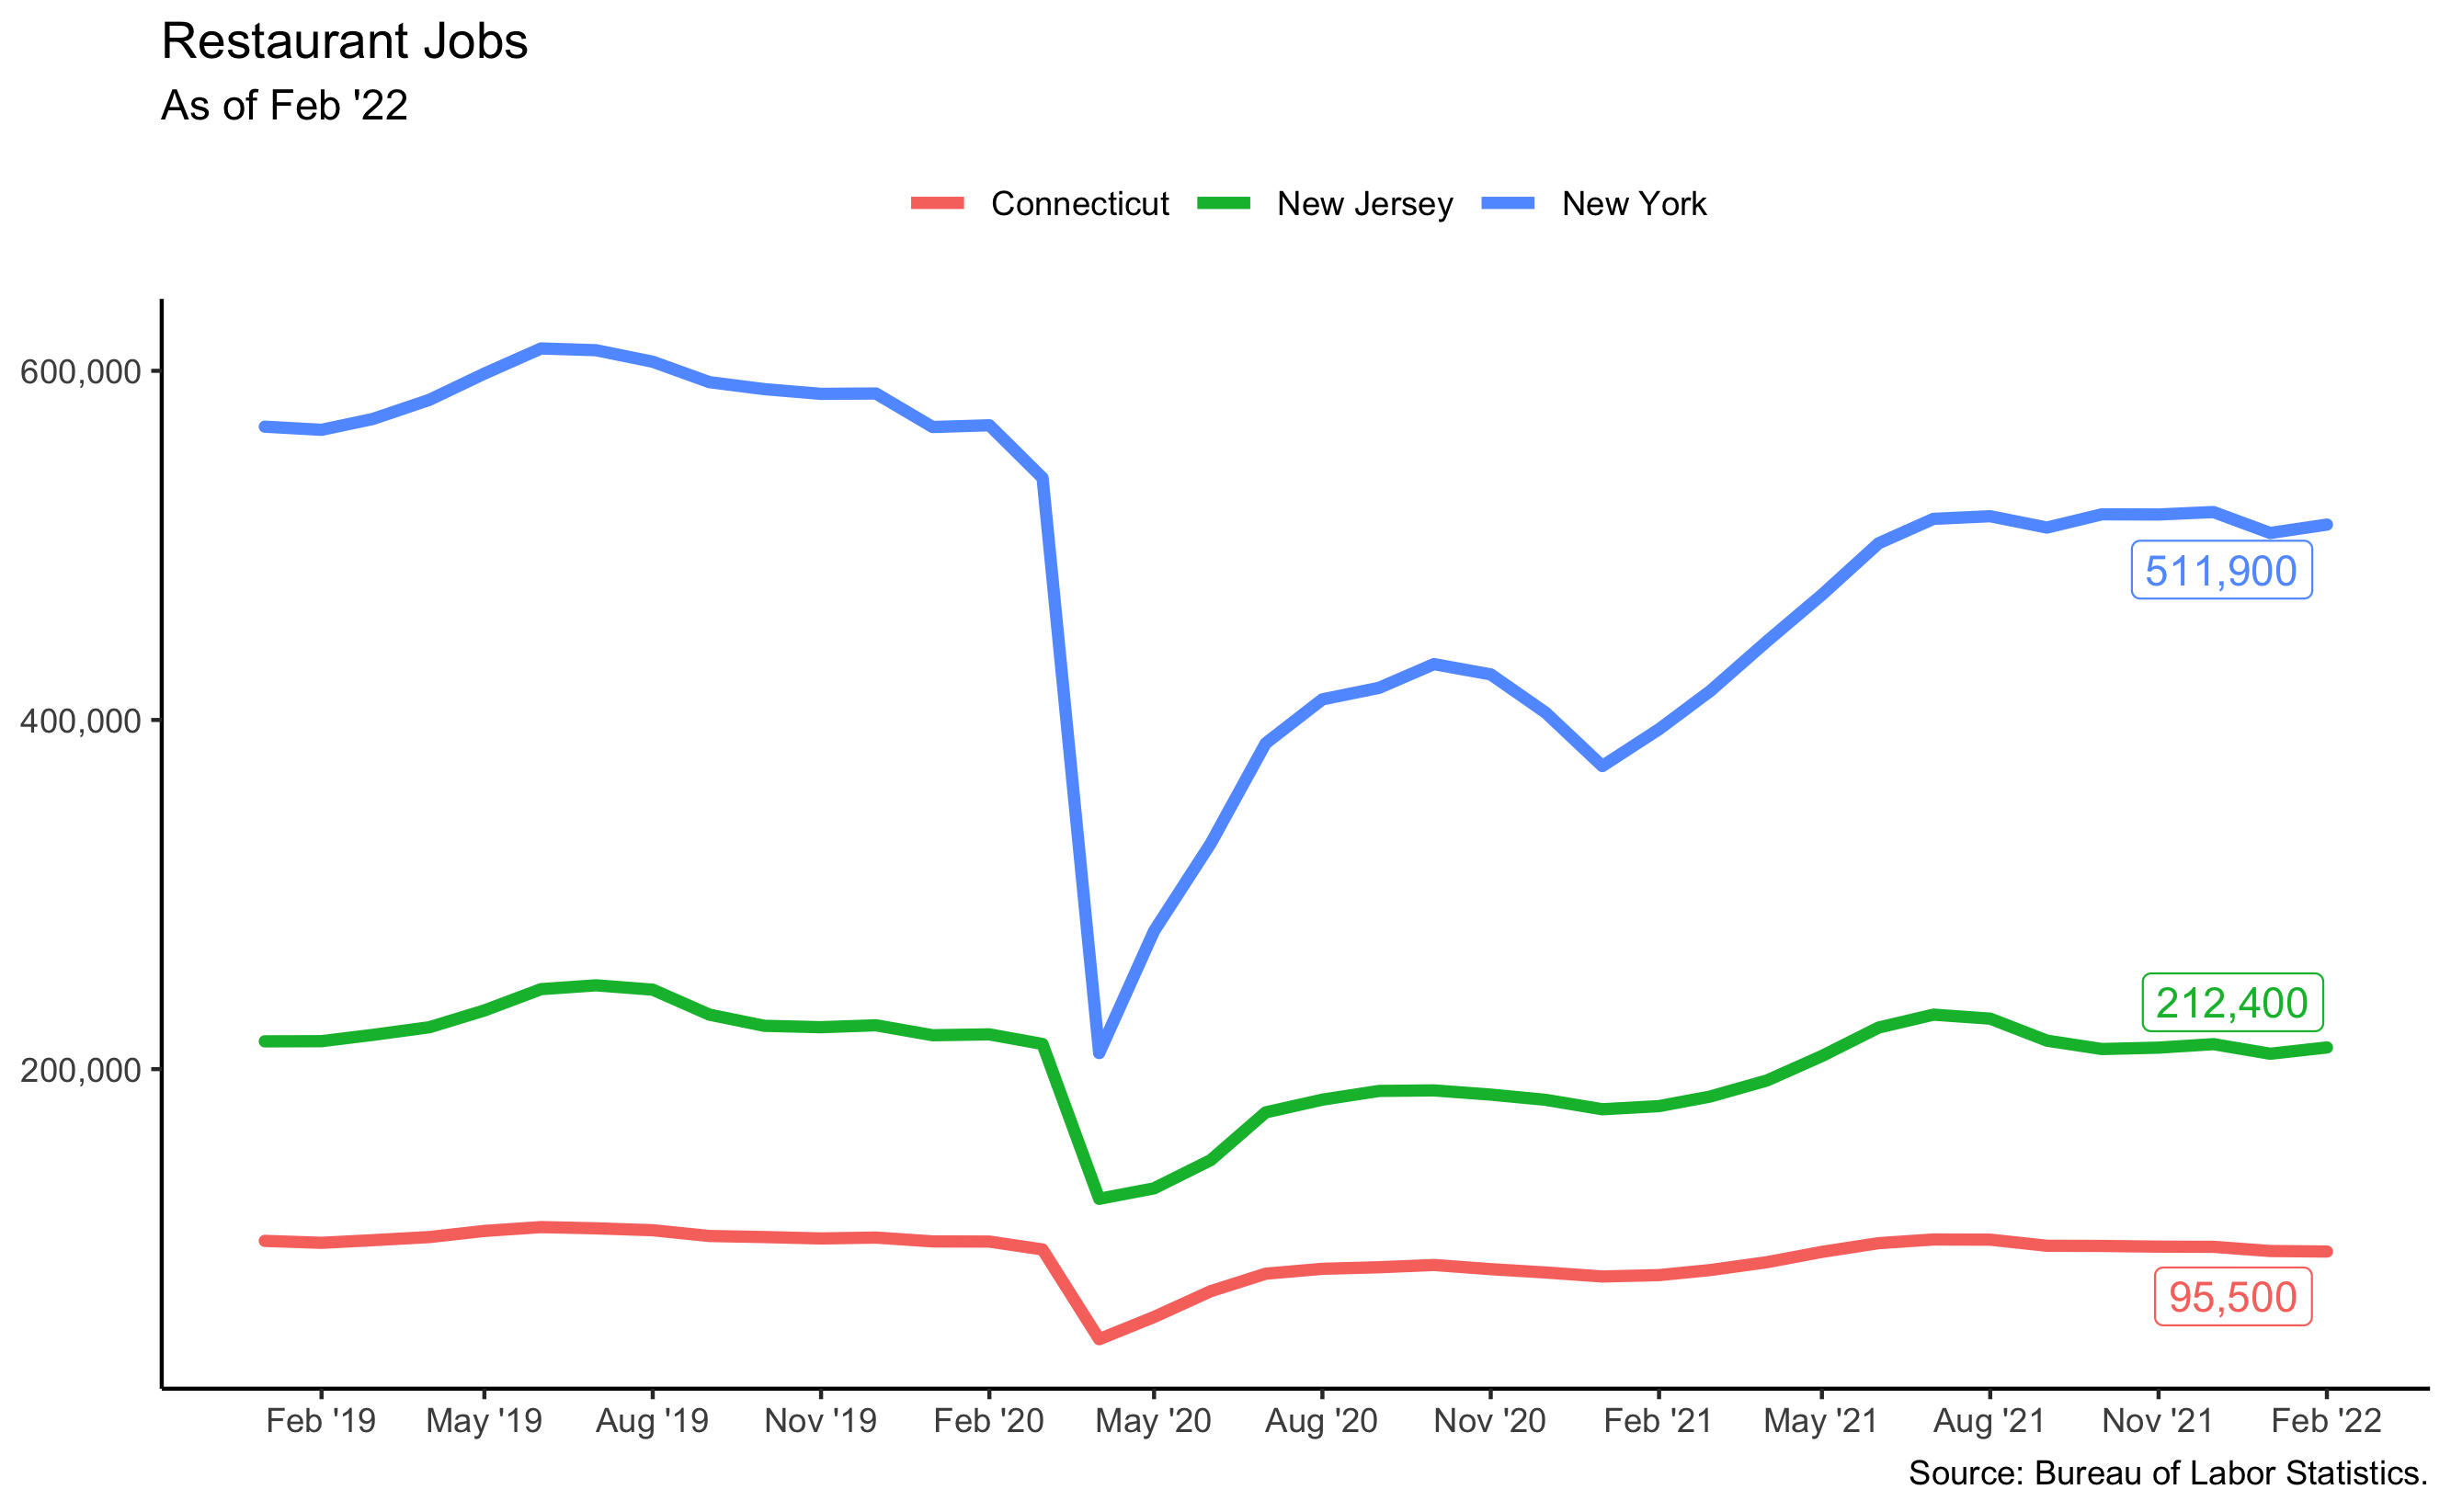 Restaurant Jobs
As of Feb '22
Connecticut New Jersey New York
600,000
400,000
200,000
511,900
212,400
95,500
Feb '19 May '19 Aug '19 Nov '19 Feb '20 May '20 Aug '20 Nov '20 Feb '21 May '21 Aug '21 Nov '21 Feb '22
Source: Bureau of Labor Statistics.